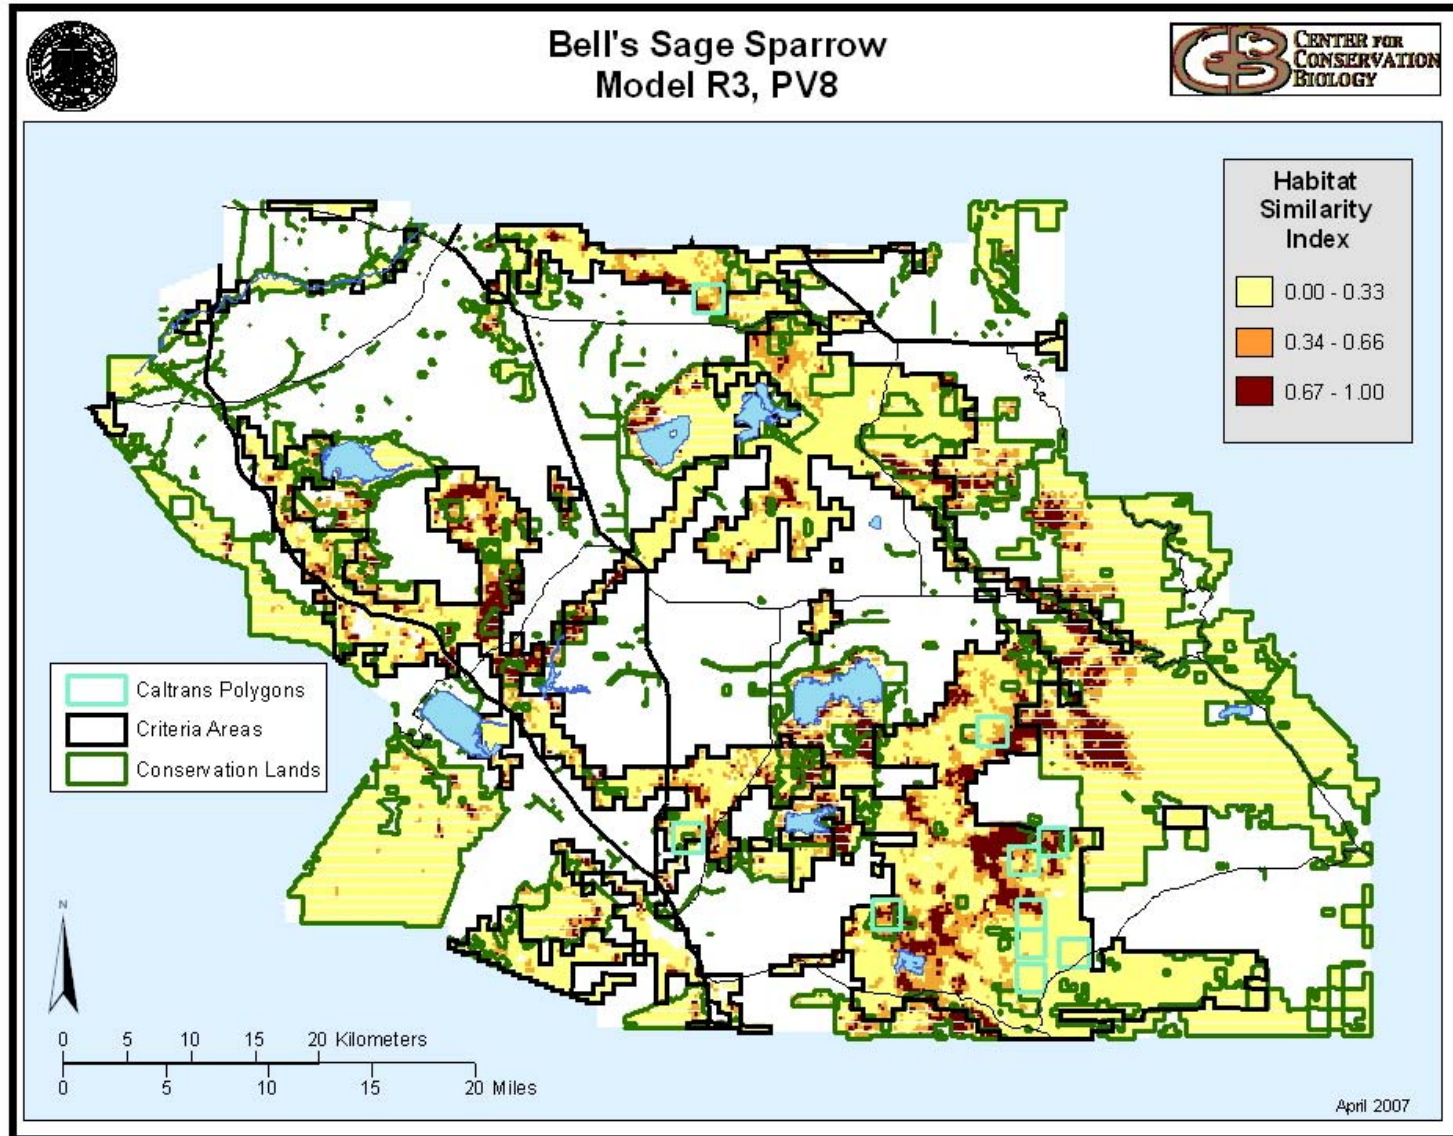 Bell's Sage Sparrow
Model R3, PV8
CENTER FOR
CONSERVATION
BIOLOGY
Habitat
Similarity
Index
0.00 - 0.33
0.34 - 0.66
0.67 - 1.00
Caltrans Polygons
Criteria Areas
Conservation Lands
N
0 5 10 15 20 Kilometers
0 5 10 15 20 Miles
April 2007